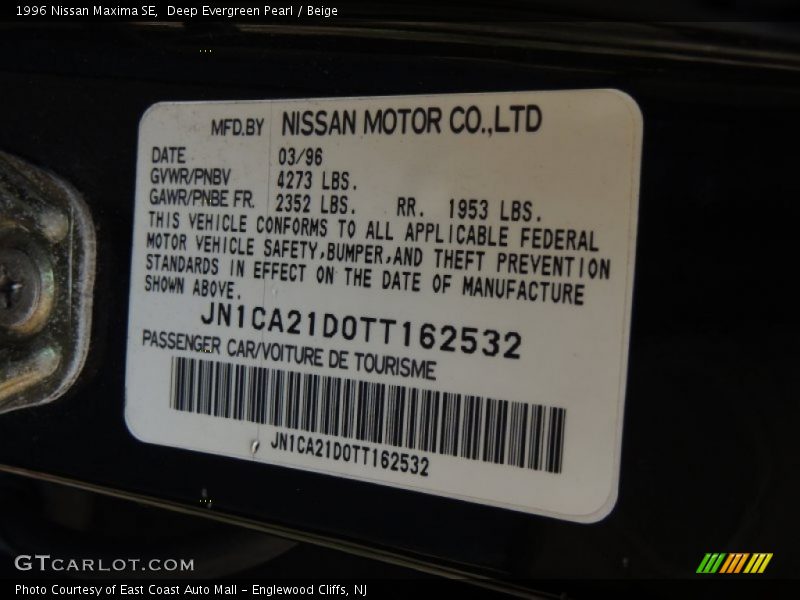 1996 Nissan Maxima SE,  Deep Evergreen Pearl / Beige
MFD.BY NISSAN MOTOR CO.,LTD
DATE 03/96
GVWR/PNBV 4273 LBS.
GAWR/PNBE FR. 2352 LBS. RR. 1953 LBS.
THIS VEHICLE CONFORMS TO ALL APPLICABLE FEDERAL
MOTOR VEHICLE SAFETY,BUMPER,AND THEFT PREVENTION
STANDARDS IN EFFECT ON THE DATE OF MANUFACTURE
SHOWN ABOVE.
JN1CA21D0TT162532
PASSENGER CAR/VOITURE DE TOURISME
JN1CA21D0TT162532
GTCARLOT.COM
Photo Courtesy of East Coast Auto Mall - Englewood Cliffs, NJ